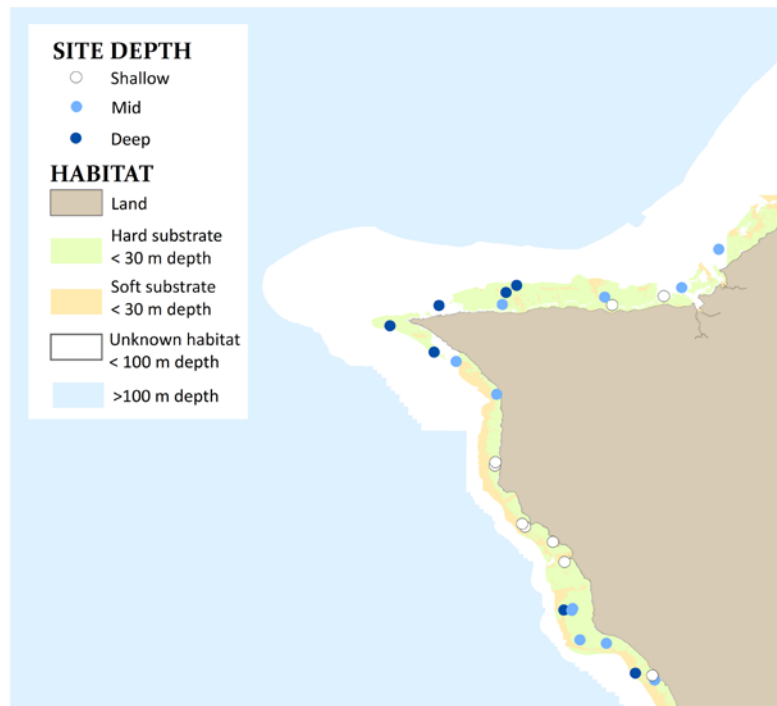 SITE DEPTH
Shallow
Mid
Deep
HABITAT
Land
Hard substrate
< 30 m depth
Soft substrate
< 30 m depth
Unknown habitat
< 100 m depth
>100 m depth